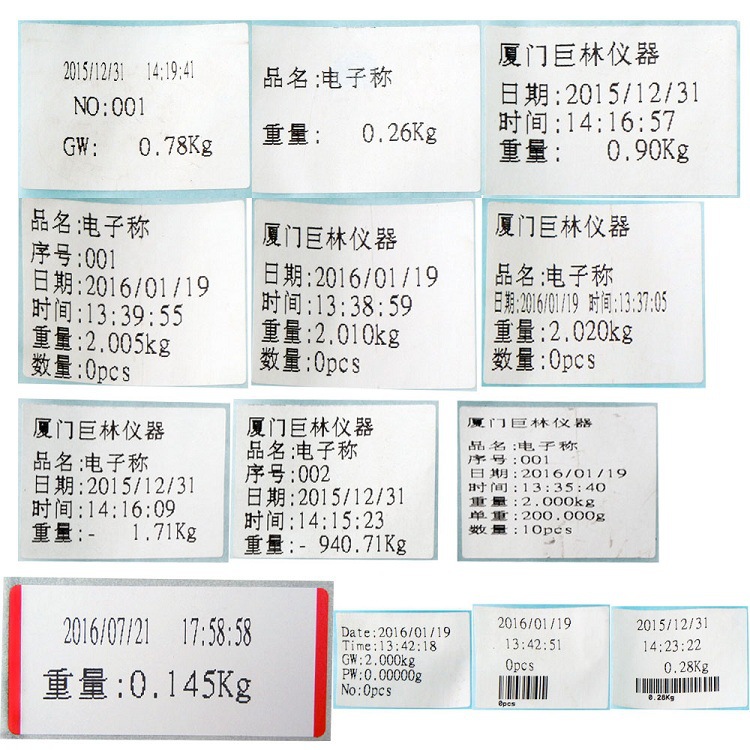 2015/12/31 14:19:41
NO:001
GW: 0.78Kg
品名:电子称
重量: 0.26Kg
厦门巨林仪器
日期:2015/12/31
时间:14:16:57
重量: 0.90Kg
品名:电子称
序号:001
日期:2016/01/19
时间:13:39:55
重量:2.005kg
数量:0pcs
厦门巨林仪器
日期:2016/01/19
时间:13:38:59
重量:2.010kg
数量:0pcs
厦门巨林仪器
品名:电子称
日期:2016/01/19 时间:13:37:05
重量:2.020kg
数量:0pcs
厦门巨林仪器
品名:电子称
日期:2015/12/31
时间:14:16:09
重量:- 1.71Kg
厦门巨林仪器
品名:电子称
序号:002
日期:2015/12/31
时间:14:15:23
重量:- 940.71Kg
厦门巨林仪器
品名:电子称
序号:001
日期:2016/01/19
时间:13:35:40
重量:2.000kg
单重:200.000g
数量:10pcs
2016/07/21 17:58:58
重量:0.145Kg
Date:2016/01/19
Time:13:42:18
GW:2.000kg
PW:0.00000g
No:0pcs
2016/01/19
13:42:51
0pcs
0pcs
2015/12/31
14:23:22
0.28Kg
0.28Kg